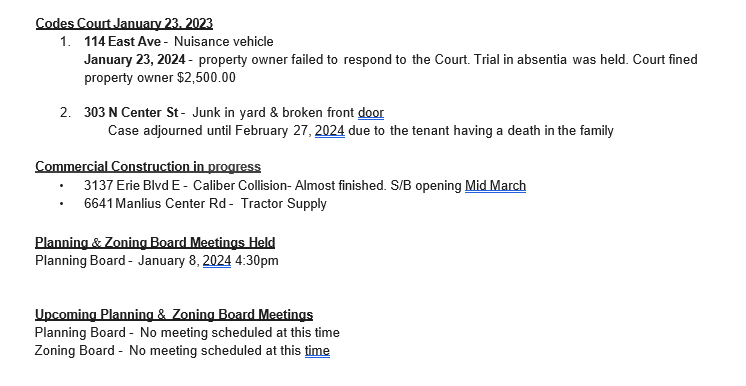 Codes Court January 23, 2023
1. 114 East Ave - Nuisance vehicle
January 23, 2024 - property owner failed to respond to the Court. Trial in absentia was held. Court fined
property owner $2,500.00
2. 303 N Center St - Junk in yard & broken front door
Case adjourned until February 27, 2024 due to the tenant having a death in the family
Commercial Construction in progress
• 3137 Erie Blvd E - Caliber Collision- Almost finished. S/B opening Mid March
• 6641 Manlius Center Rd - Tractor Supply
Planning & Zoning Board Meetings Held
Planning Board - January 8, 2024 4:30pm
Upcoming Planning & Zoning Board Meetings
Planning Board - No meeting scheduled at this time
Zoning Board - No meeting scheduled at this time